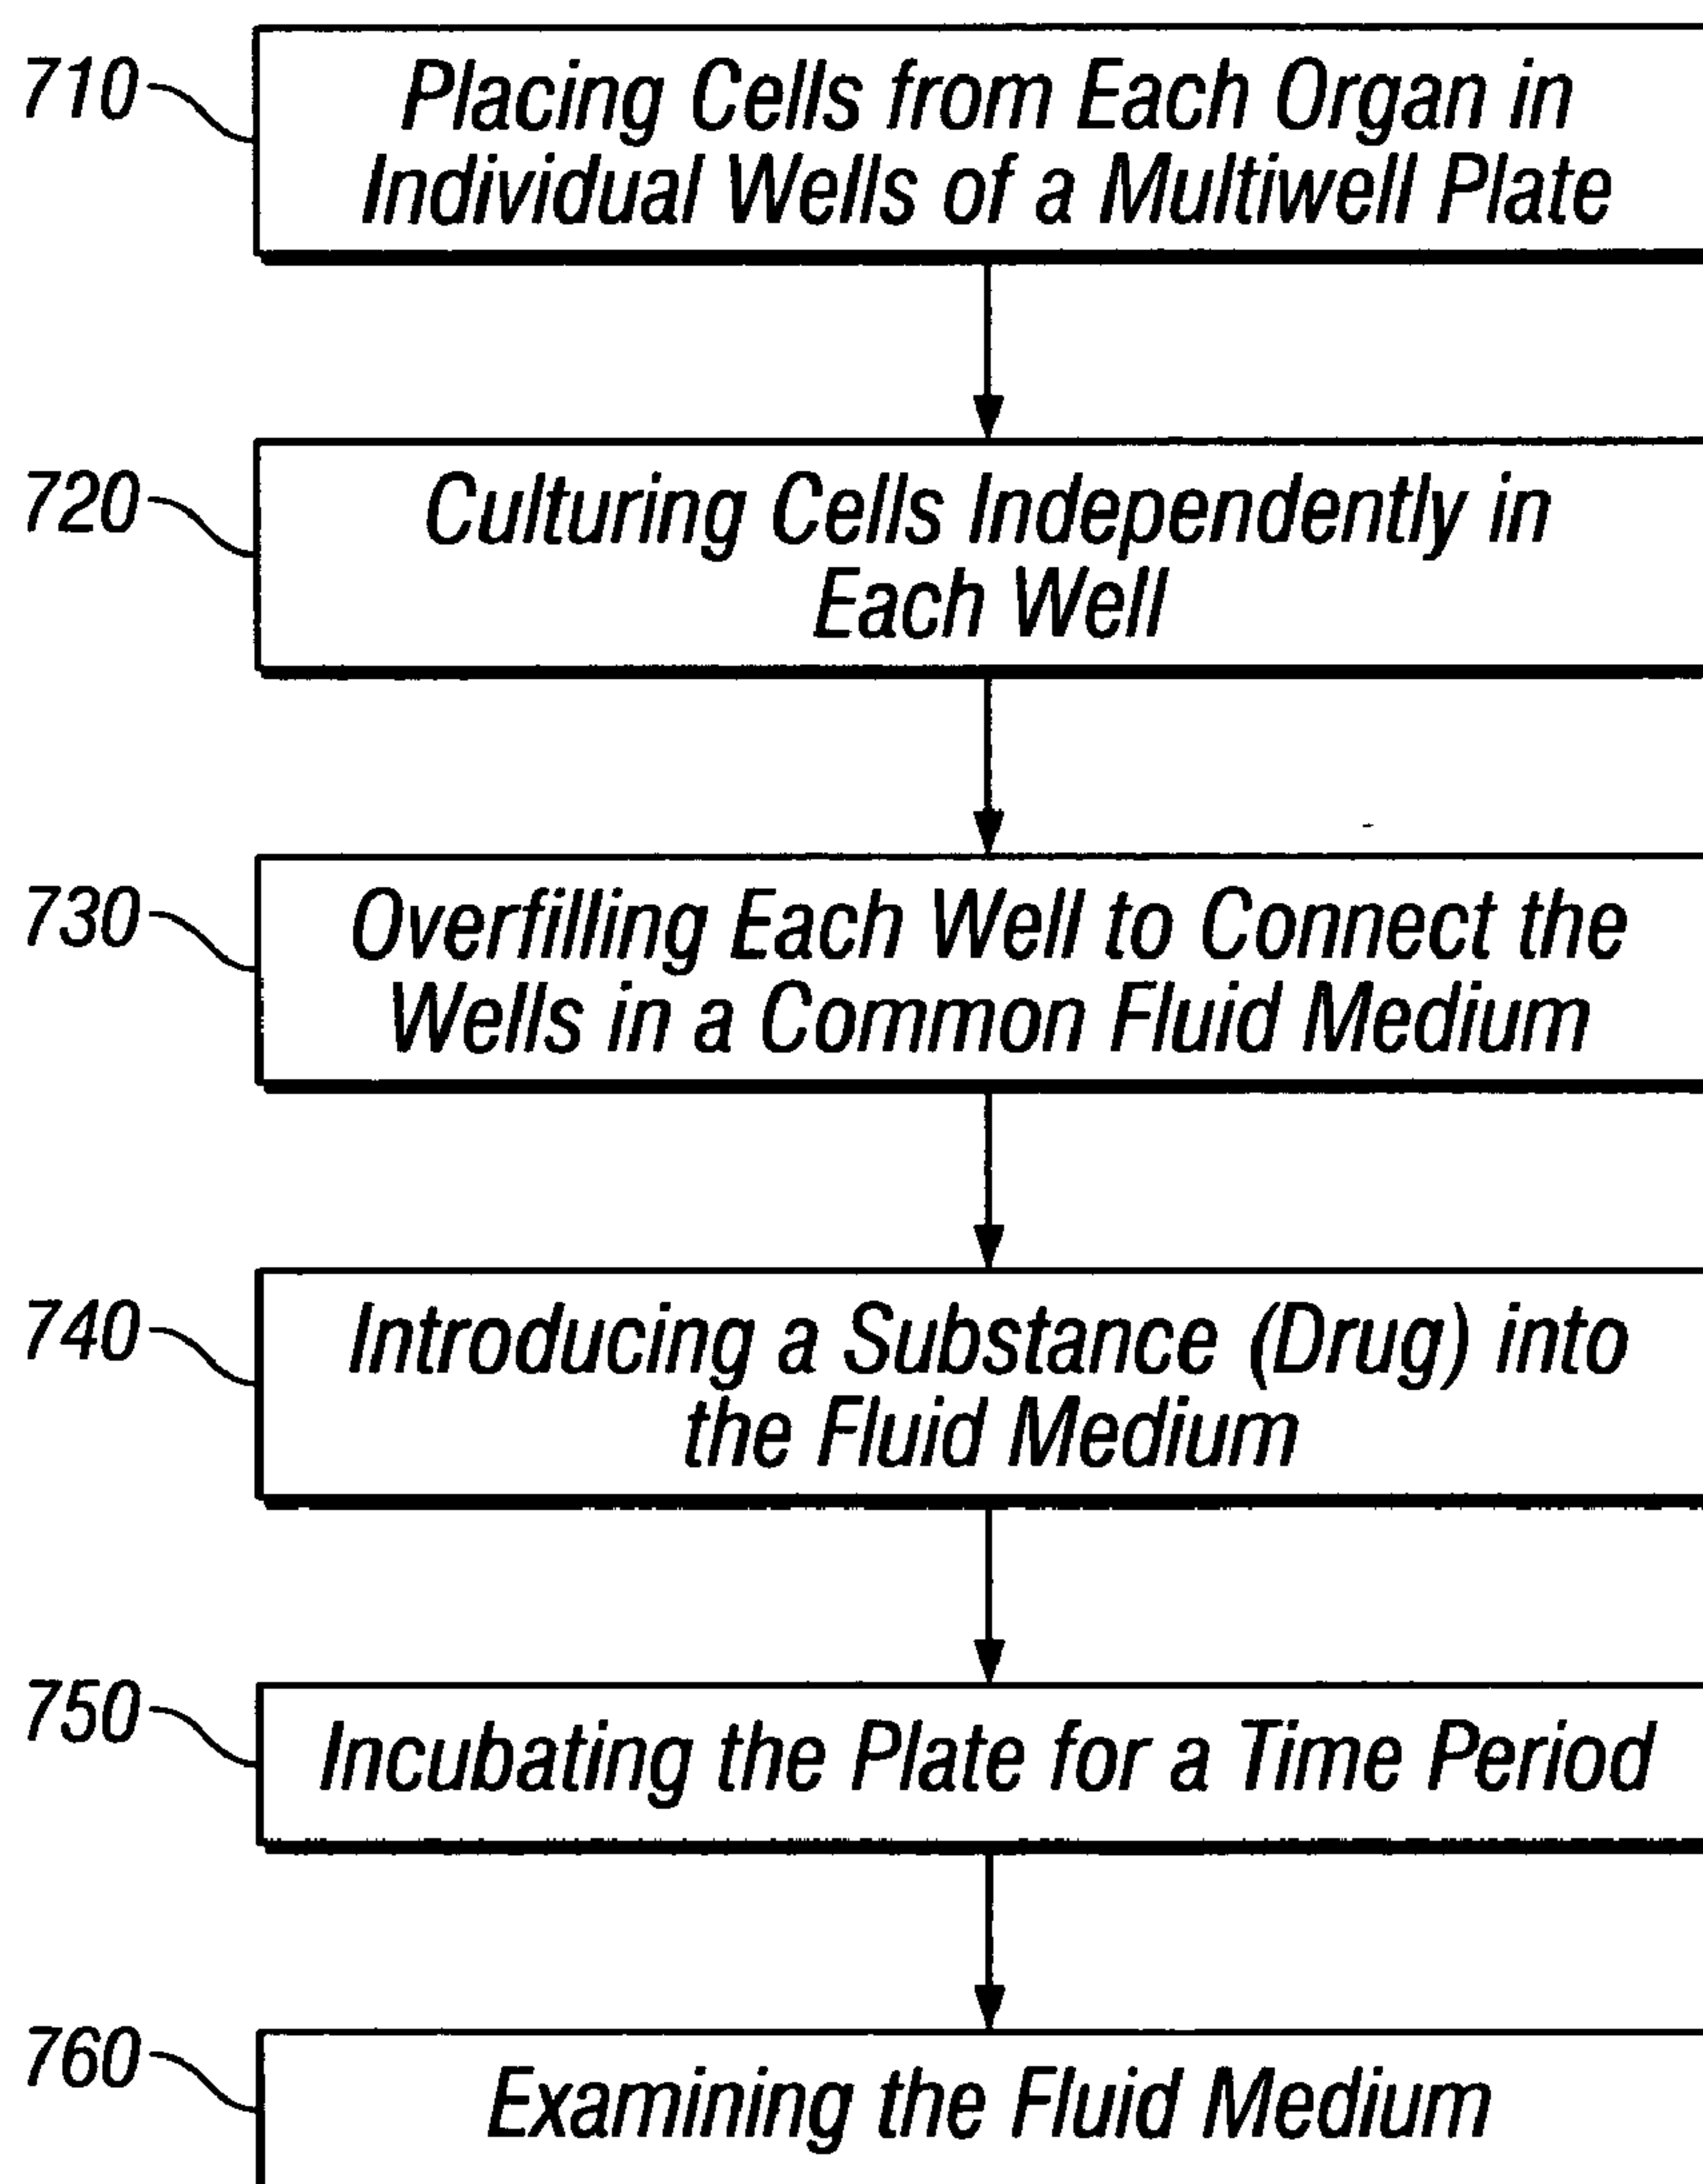 710
Placing Cells from Each Organ in
Individual Wells of a Multiwell Plate
720
Culturing Cells Independently in
Each Well
730
Overfilling Each Well to Connect the
Wells in a Common Fluid Medium
740
Introducing a Substance (Drug) into
the Fluid Medium
750
Incubating the Plate for a Time Period
760
Examining the Fluid Medium